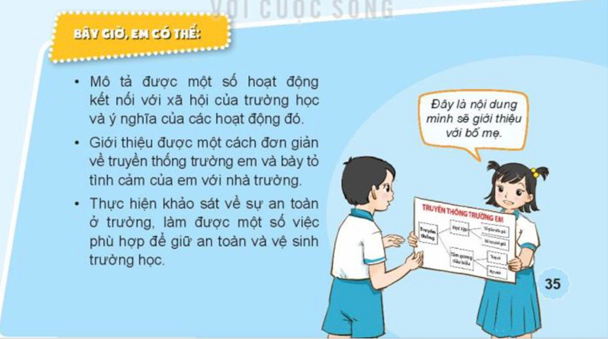 VỚI CUỘC SỐNG
BÂY GIỜ, EM CÓ THỂ:
• Mô tả được một số hoạt động
kết nối với xã hội của trường học
và ý nghĩa của các hoạt động đó.
• Giới thiệu được một cách đơn giản
về truyền thống trường em và bày tỏ
tình cảm của em với nhà trường.
• Thực hiện khảo sát về sự an toàn
ở trường, làm được một số việc
phù hợp để giữ an toàn và vệ sinh
trường học.
Đây là nội dung
mình sẽ giới thiệu
với bố mẹ.
TRUYỀN THỐNG TRƯỜNG EM
Truyền
thống
Học tập
Tấm gương
tiêu biểu
35